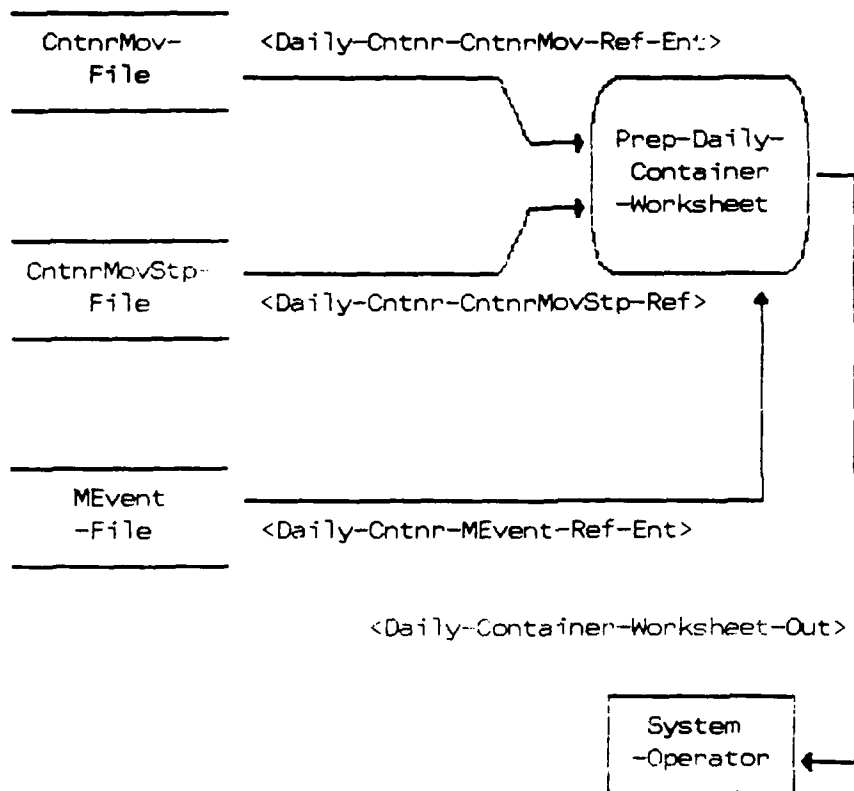 CntnrMov-
File
<Daily-Cntnr-CntnrMov-Ref-Ent>
Prep-Daily-
Container
-Worksheet
CntnrMovStp-
File
<Daily-Cntnr-CntnrMovStp-Ref>
MEvent
-File
<Daily-Cntnr-MEvent-Ref-Ent>
<Daily-Container-Worksheet-Out>
System
-Operator